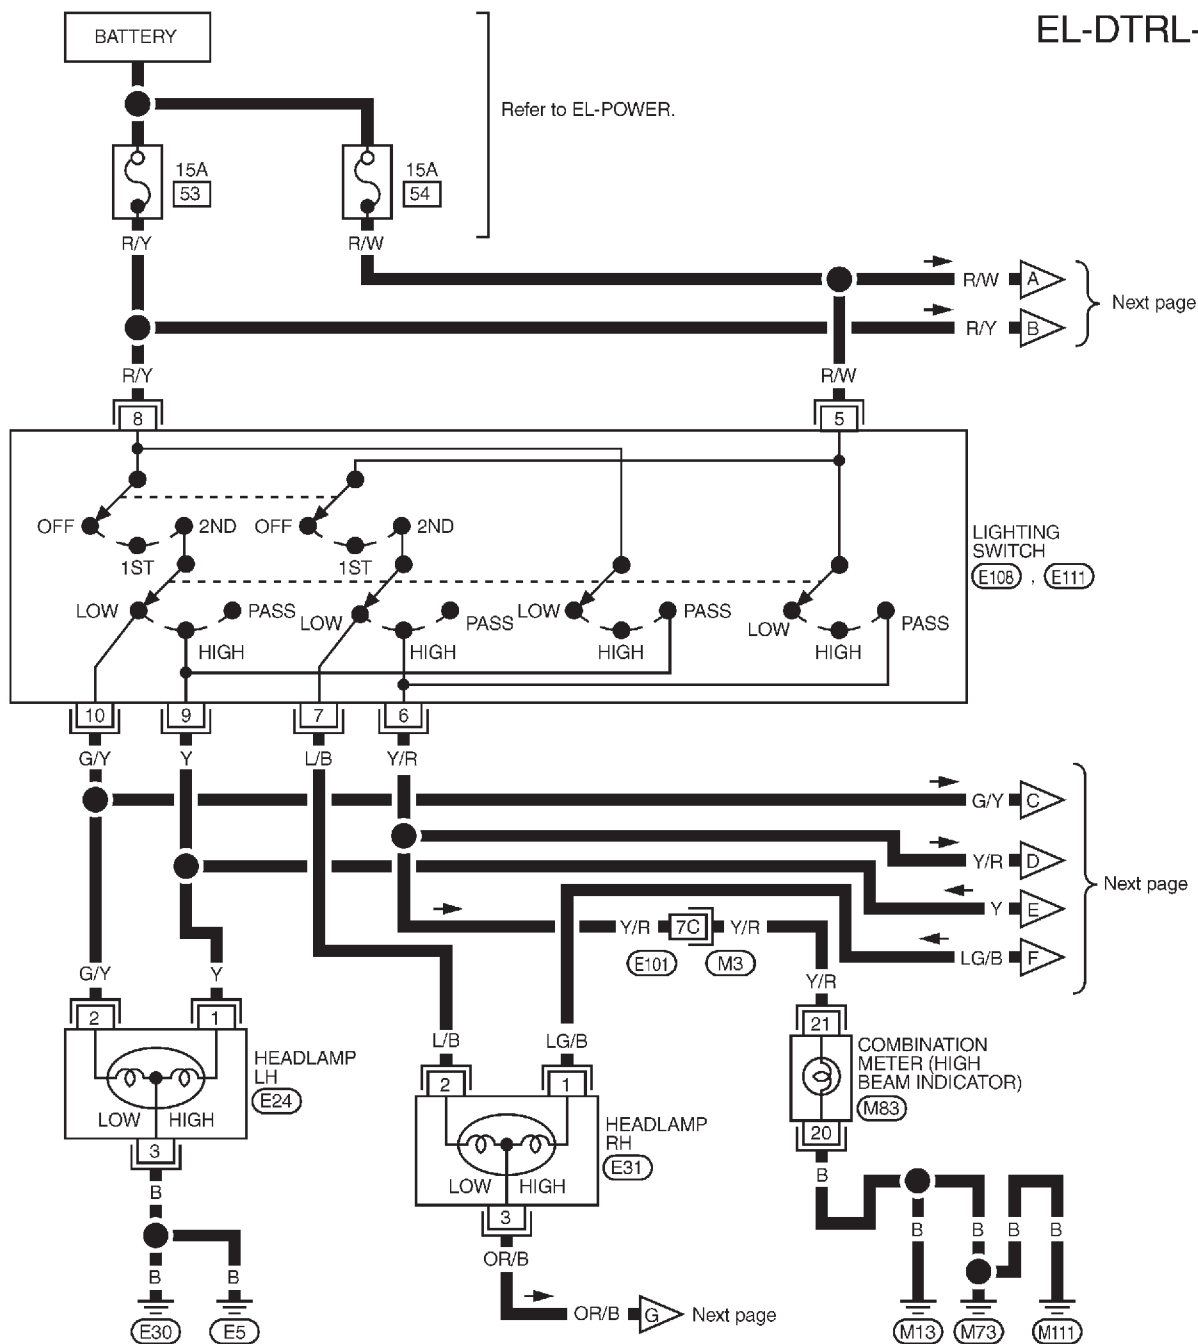 EL-DTRL-
BATTERY
Refer to EL-POWER.
15A
53
15A
54
R/Y
R/W
R/W
A
R/Y
B
Next page
R/Y
R/W
8
5
OFF
2ND
OFF
2ND
1ST
1ST
LOW
PASS
LOW
PASS
LOW
PASS
LOW
PASS
HIGH
HIGH
HIGH
HIGH
LIGHTING
SWITCH
E108 , E111
10
9
7
6
G/Y
Y
L/B
Y/R
G/Y
C
Y/R
D
Y
E
LG/B
F
Next page
Y/R
7C
Y/R
E101
M3
G/Y
Y
Y/R
2
1
21
HEADLAMP
LH
E24
LOW
HIGH
3
L/B
LG/B
2
1
COMBINATION
METER (HIGH
BEAM INDICATOR)
M83
20
HEADLAMP
RH
E31
LOW
HIGH
3
B
B
B
E30
E5
OR/B
OR/B
G
Next page
B
B
B
B
B
M13
M73
M111